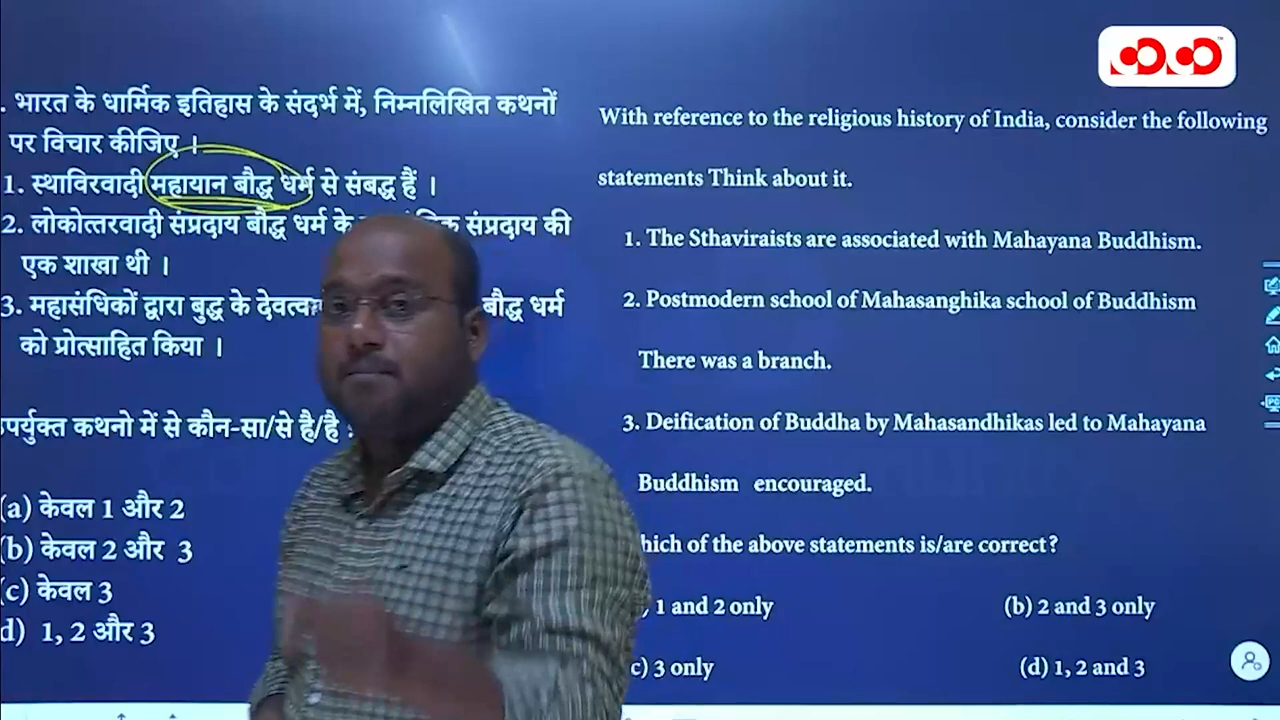 . भारत के धार्मिक इतिहास के संदर्भ में, निम्नलिखित कथनों
पर विचार कीजिए ।
1. स्थाविरवादी महायान बौद्ध धर्म से संबद्ध हैं ।
2. लोकोत्तरवादी संप्रदाय बौद्ध धर्म के संप्रदाय की
एक शाखा थी ।
3. महासंधिकों द्वारा बुद्ध के बौद्ध धर्म
को प्रोत्साहित किया ।
कथनो में से कौन-सा/से है/है
(a) केवल 1 और 2
(b) केवल 2 और 3
(c) केवल 3
d) 1, 2 और 3
With reference to the religious history of India, consider the following
statements Think about it.
1. The Sthaviraists are associated with Mahayana Buddhism.
2. Postmodern school of Mahasanghika school of Buddhism
There was a branch.
3. Deification of Buddha by Mahasandhikas led to Mahayana
Buddhism encouraged.
hich of the above statements is/are correct?
) 1 and 2 only
(b) 2 and 3 only
c) 3 only
(d) 1, 2 and 3